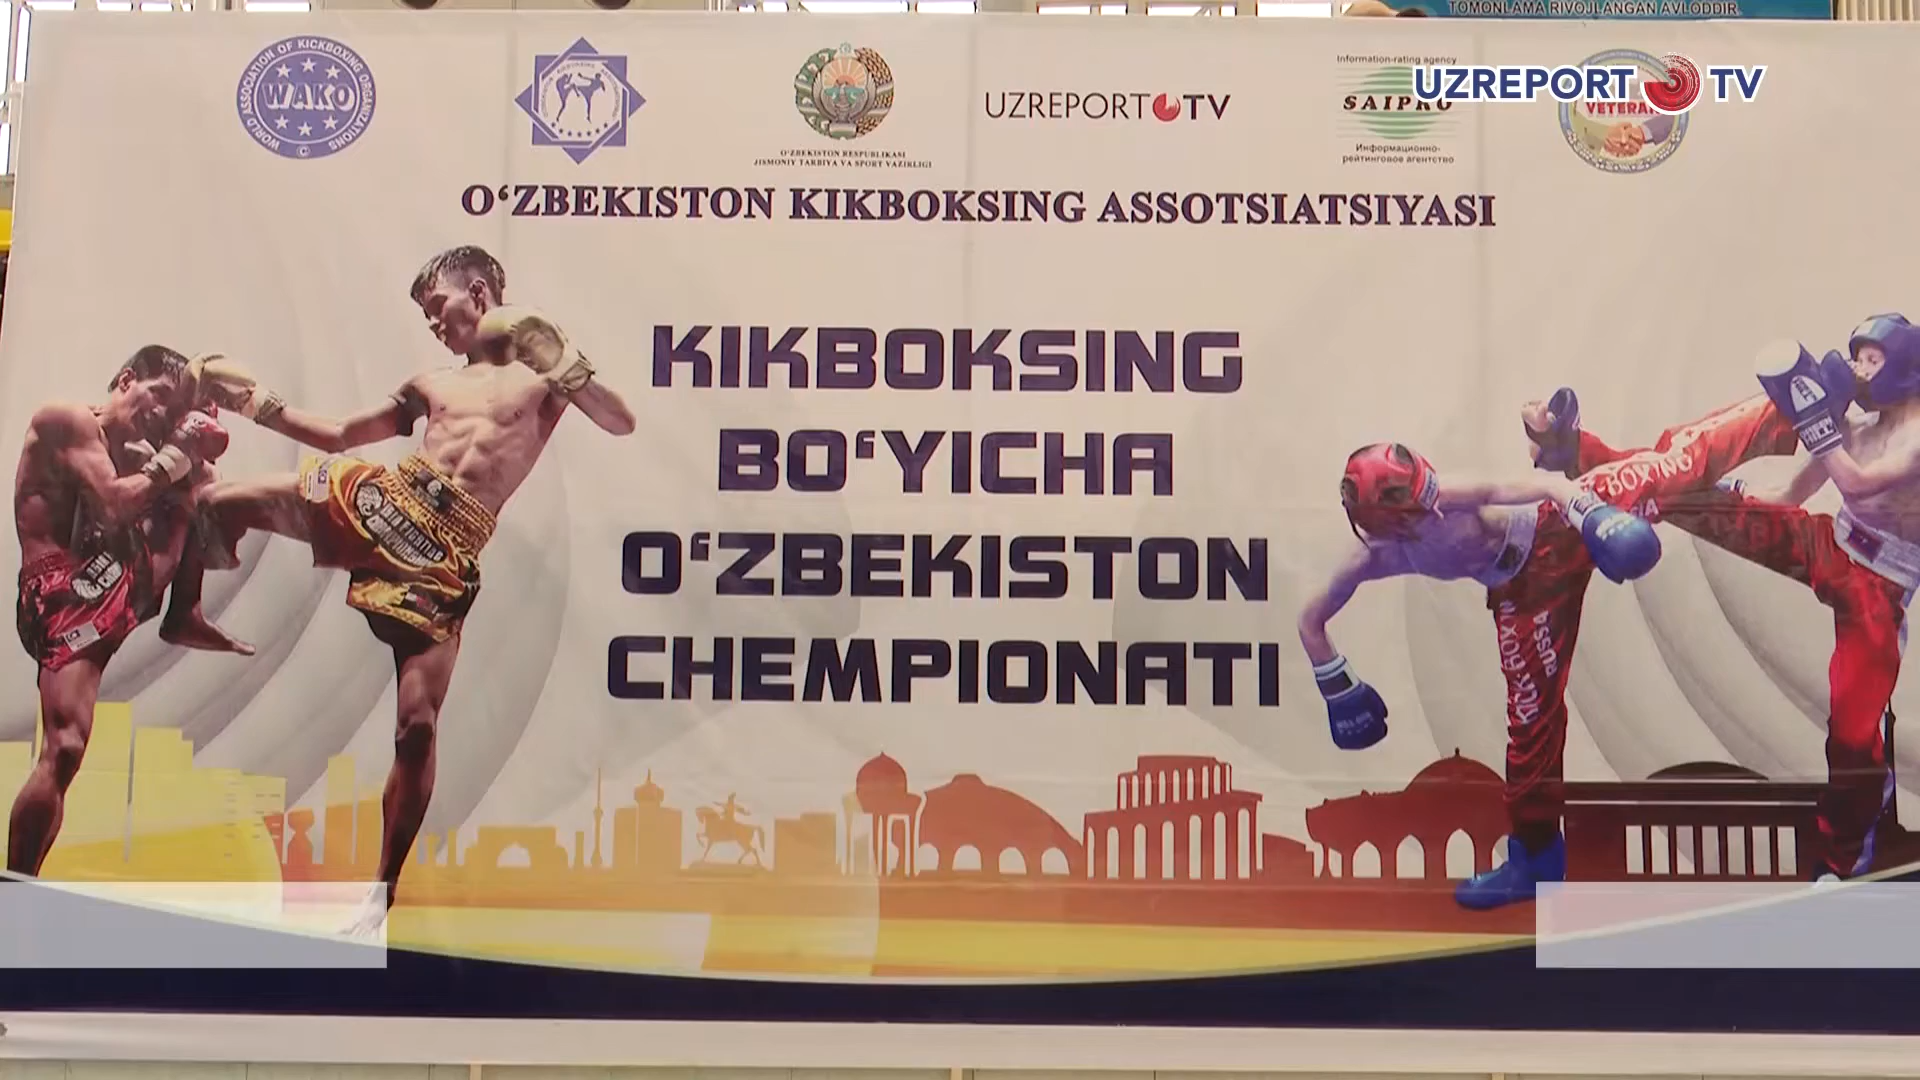 TOMONLAMA RIVOJLANGAN AVLODDIR.
WORLD ASSOCIATION OF KICKBOXING ORGANIZATIONS
WAKO
©
O‘ZBEKISTON RESPUBLIKASI
JISMONIY TARBIYA VA SPORT VAZIRLIGI
UZREPORT TV
Information-rating agency
SAIPRO
Информационно-
рейтинговое агентство
UZREPORT TV
VETERAN
O‘ZBEKISTON KIKBOKSING ASSOTSIATSIYASI
KIKBOKSING
BO‘YICHA
O‘ZBEKISTON
CHEMPIONATI
BOXING
KICK-BOXING
RUSSA